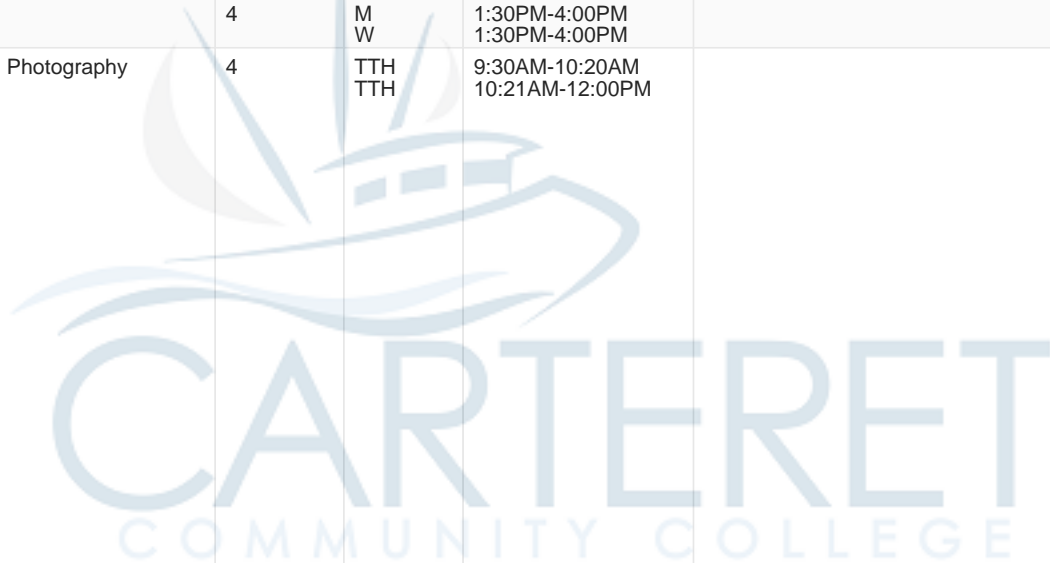 4 M 1:30PM-4:00PM
W 1:30PM-4:00PM
Photography 4 TTH 9:30AM-10:20AM
TTH 10:21AM-12:00PM
CARTERET
COMMUNITY COLLEGE